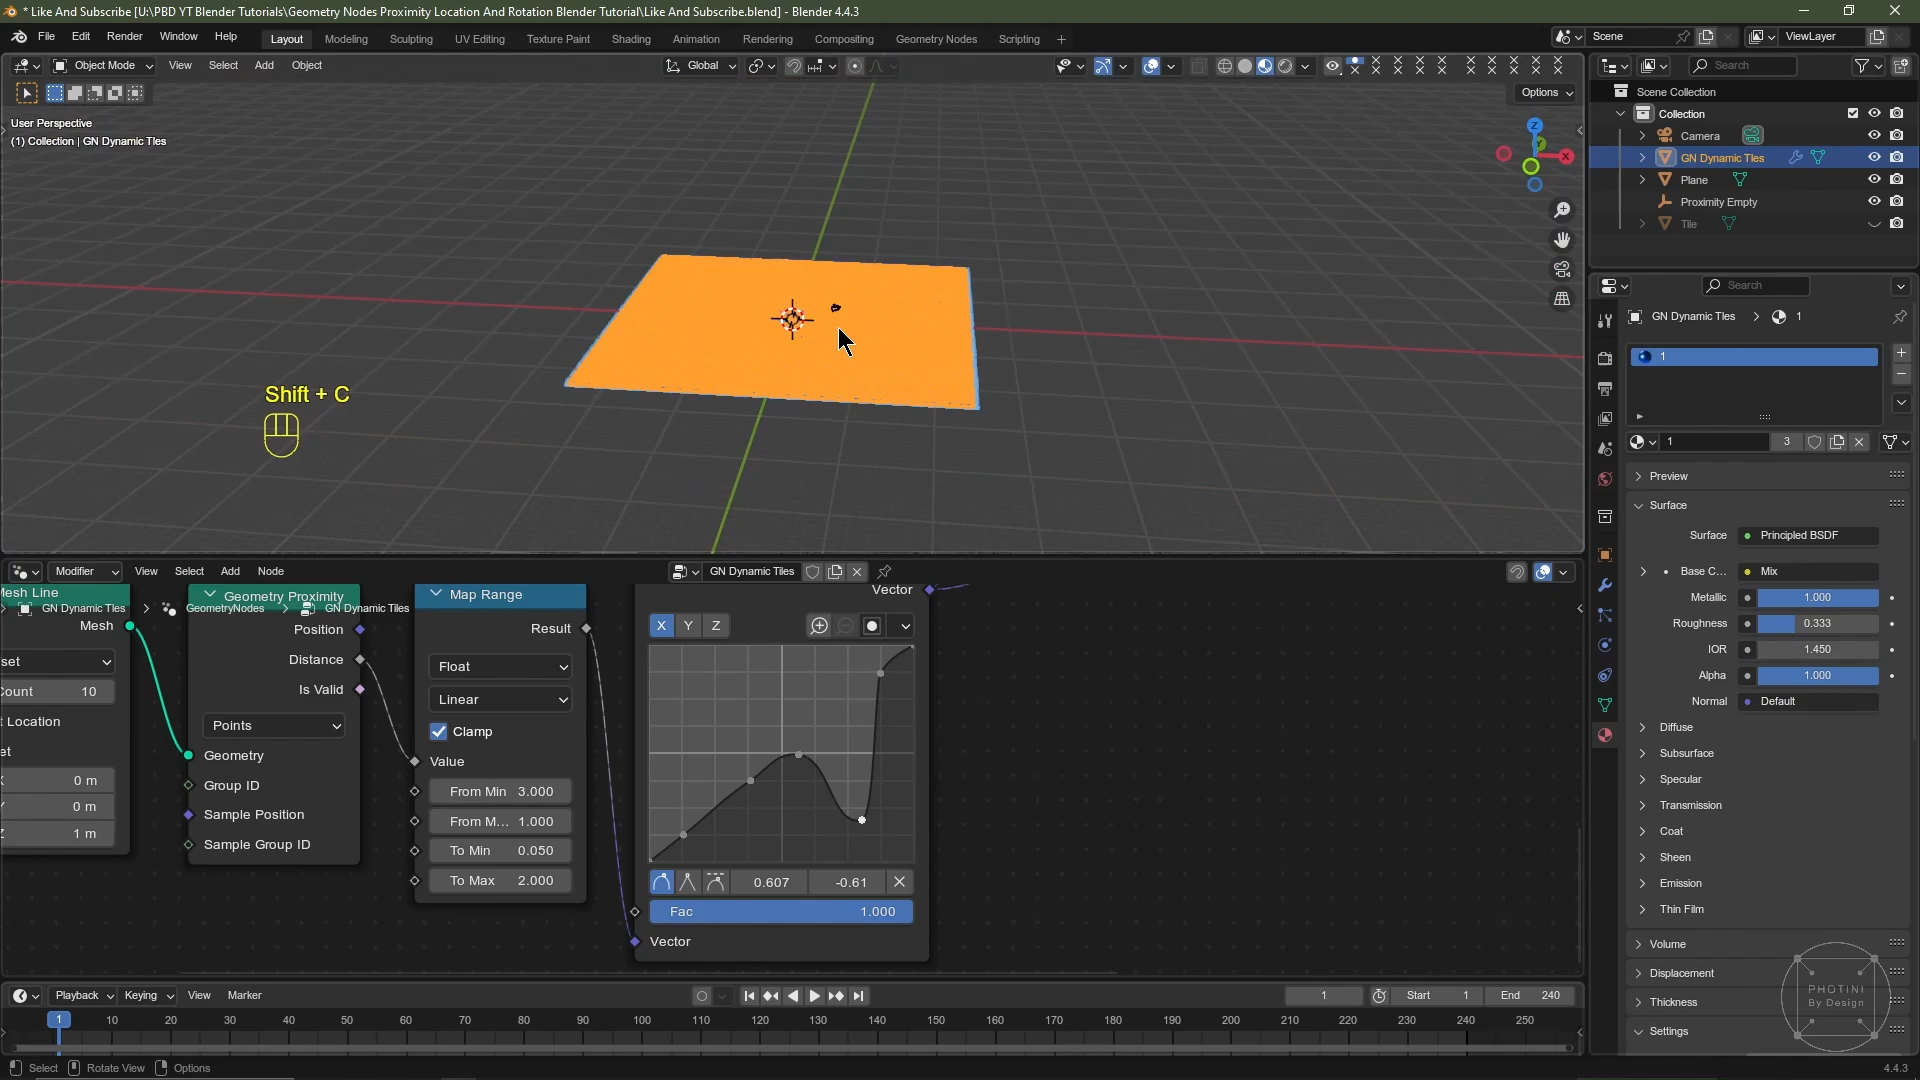 * Like And Subscribe [U:\PBD YT Blender Tutorials\Geometry Nodes Proximity Location And Rotation Blender Tutorial\Like And Subscribe.blend] - Blender 4.4.3
File Edit Render Window Help Layout Modeling Sculpting UV Editing Texture Paint Shading Animation Rendering Compositing Geometry Nodes Scripting + Scene ViewLayer
Object Mode View Select Add Object Global
Options
User Perspective
(1) Collection | GN Dynamic Tles
Z
X
Shift + C
Search
Scene Collection
Collection
Camera
GN Dynamic Tles
Plane
Proximity Empty
Tile
Search
GN Dynamic Tles > 1
1
1 3
Preview
Surface
Surface Principled BSDF
Base C... Mix
Metallic 1.000
Roughness 0.333
IOR 1.450
Alpha 1.000
Normal Default
Diffuse
Subsurface
Specular
Transmission
Coat
Sheen
Emission
Thin Film
Volume
Displacement
Thickness
Settings
PHOTINI
By Design
Modifier View Select Add Node GN Dynamic Tiles
GN Dynamic Tles > GeometryNodes > GN Dynamic Tiles
Mesh Line
Mesh
set
Count 10
t Location
et
0 m
0 m
1 m
Geometry Proximity
Position
Distance
Is Valid
Points
Geometry
Group ID
Sample Position
Sample Group ID
Map Range
Result
Float
Linear
Clamp
Value
From Min 3.000
From M... 1.000
To Min 0.050
To Max 2.000
Vector
X Y Z
0.607 -0.61
Fac 1.000
Vector
Playback Keying View Marker 1 Start 1 End 240
1 10 20 30 40 50 60 70 80 90 100 110 120 130 140 150 160 170 180 190 200 210 220 230 240 250
Select Rotate View Options 4.4.3